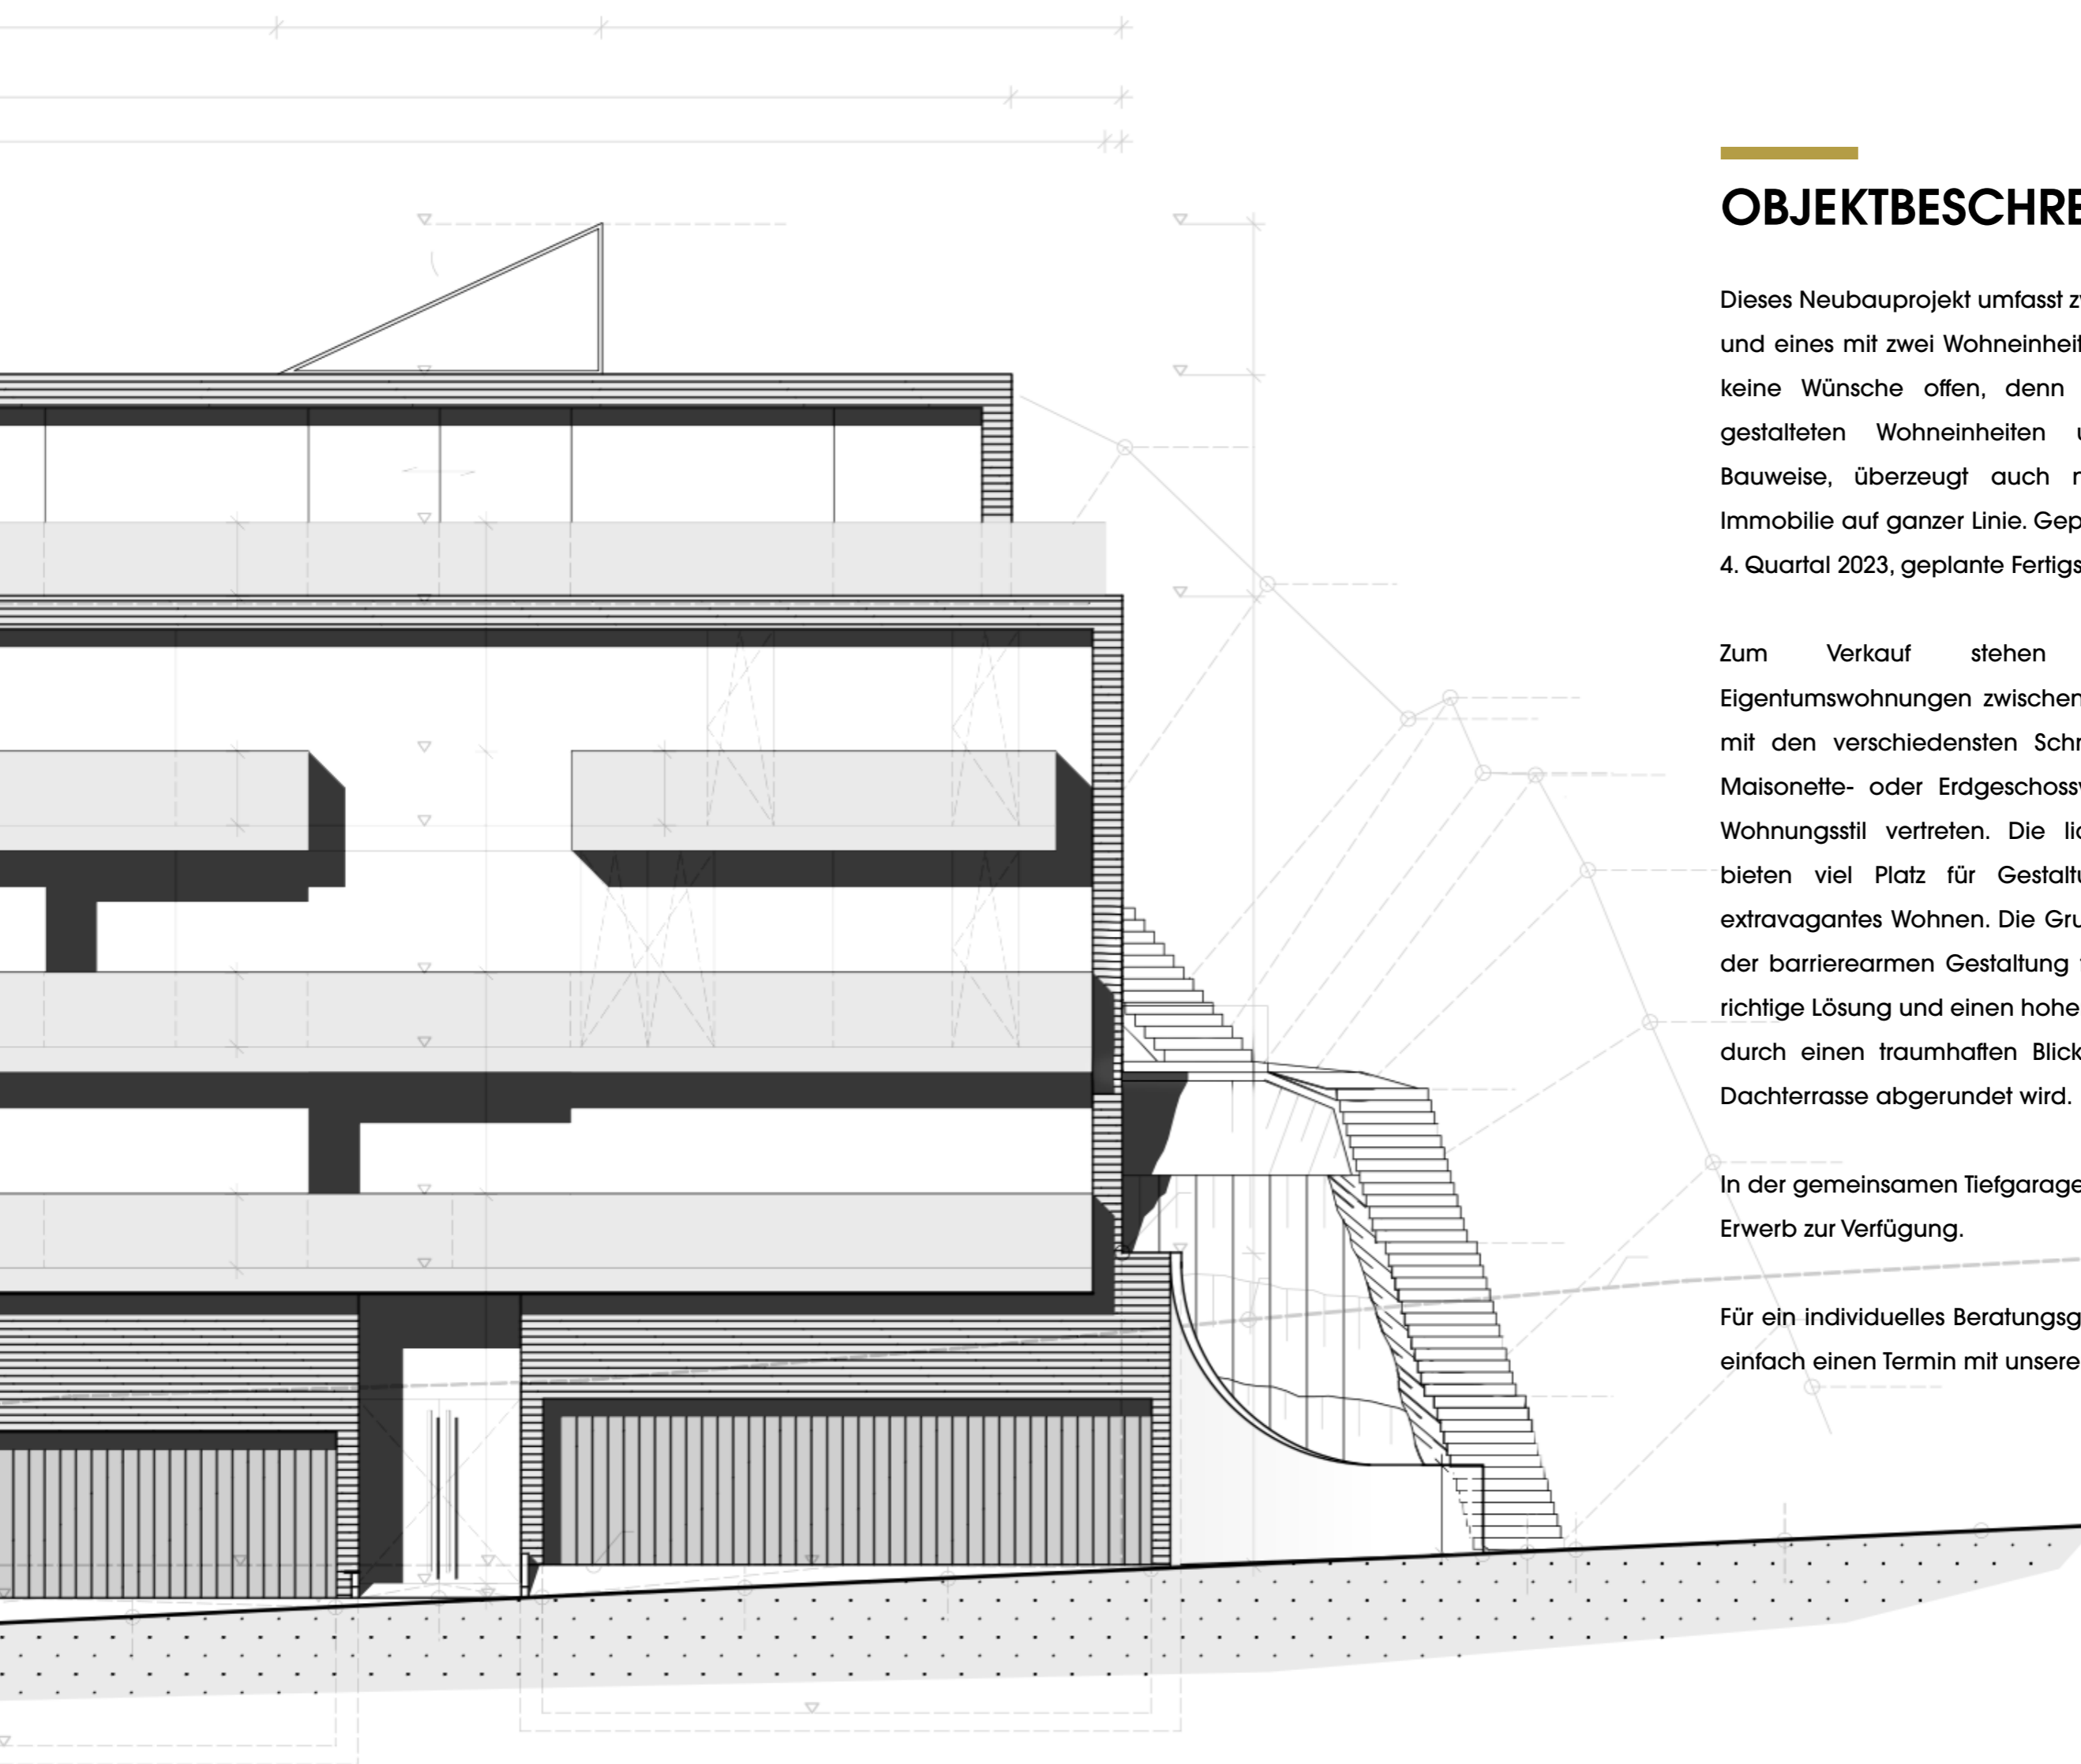 OBJEKTBESCHRE
Dieses Neubauprojekt umfasst
und eines mit zwei Wohneinheit
keine Wünsche offen, denn
gestalteten Wohneinheiten
Bauweise, überzeugt auch
Immobilie auf ganzer Linie. Gep
4. Quartal 2023, geplante Fertigs
Zum Verkauf stehen
Eigentumswohnungen zwischen
mit den verschiedensten Schn
Maisonette- oder Erdgeschoss
Wohnungsstil vertreten. Die lic
bieten viel Platz für Gestaltu
extravagantes Wohnen. Die Gru
der barrierearmen Gestaltung
richtige Lösung und einen hohe
durch einen traumhaften Blick
Dachterrasse abgerundet wird.
In der gemeinsamen Tiefgarage
Erwerb zur Verfügung.
Für ein individuelles Beratungsg
einfach einen Termin mit unsere